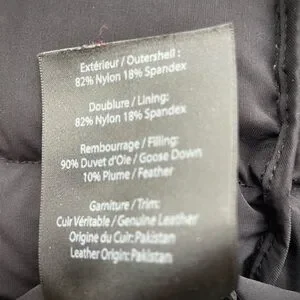 Extérieur / Outershell :
82% Nylon 18% Spandex
Doublure / Lining:
82% Nylon 18% Spandex
Rembourrage / Filling:
90% Duvet d'Oie / Goose Down
10% Plume / Feather
Garniture / Trim:
Cuir Véritable / Genuine Leather
Origine du Cuir: Pakistan
Leather Origin: Pakistan